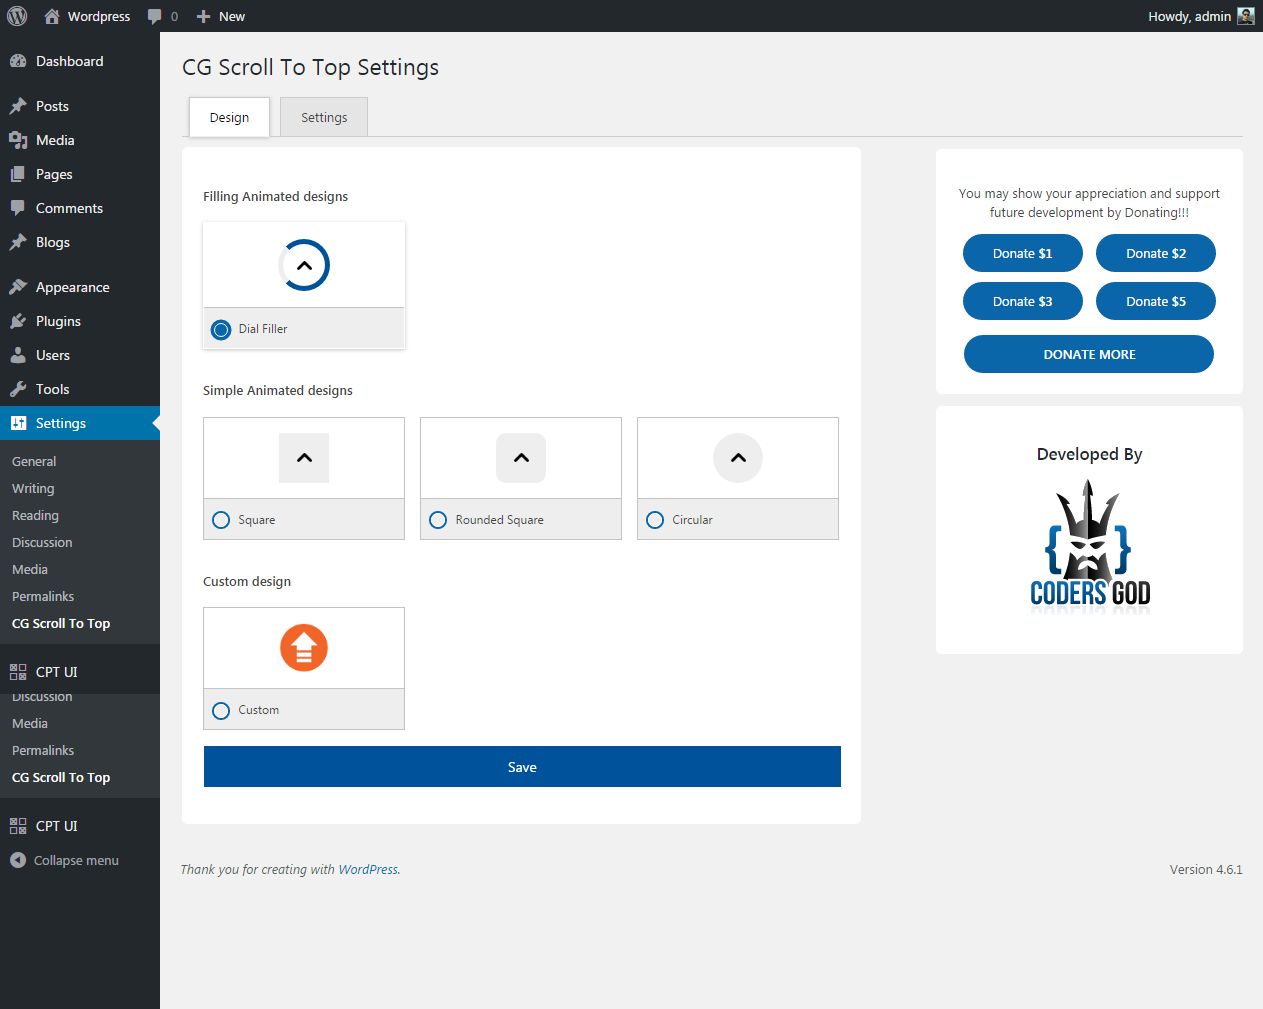 Wordpress
0
New
Howdy, admin
Dashboard
Posts
Media
Pages
Comments
Blogs
Appearance
Plugins
Users
Tools
Settings
General
Writing
Reading
Discussion
Media
Permalinks
CG Scroll To Top
CPT UI
Discussion
Media
Permalinks
CG Scroll To Top
CPT UI
Collapse menu
CG Scroll To Top Settings
Design
Settings
Filling Animated designs
Dial Filler
Simple Animated designs
Square
Rounded Square
Circular
Custom design
Custom
Save
You may show your appreciation and support
future development by Donating!!!
Donate $1
Donate $2
Donate $3
Donate $5
DONATE MORE
Developed By
{ }
CODERS GOD
Thank you for creating with WordPress.
Version 4.6.1